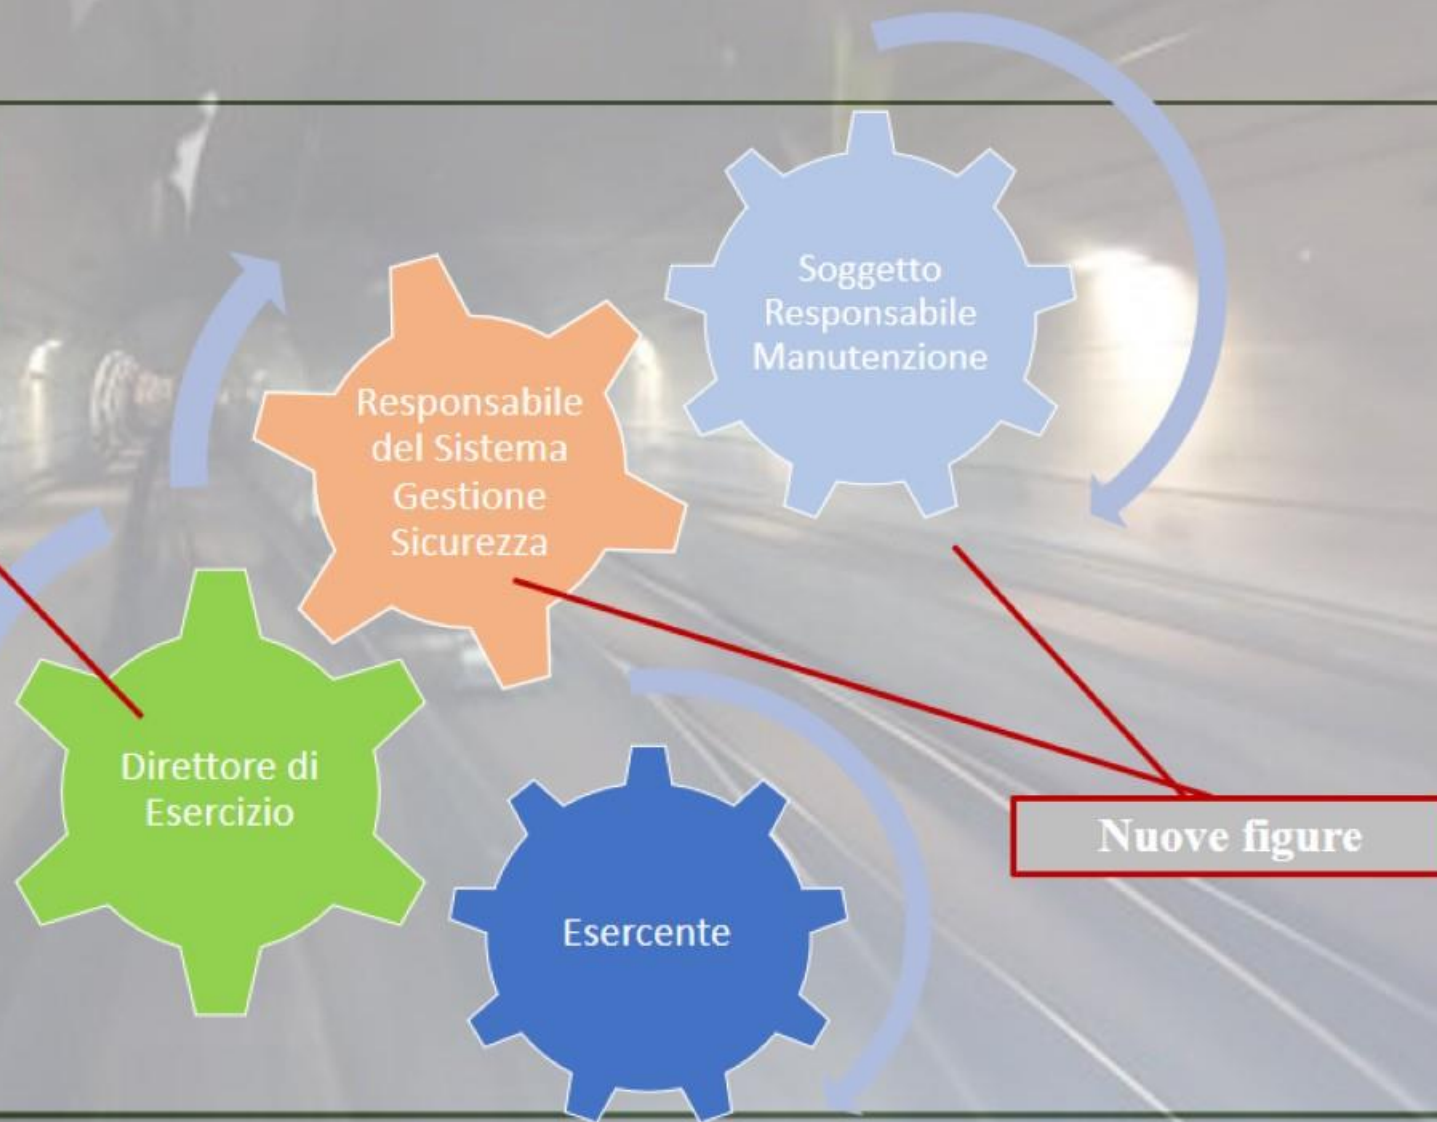 Soggetto
Responsabile
Manutenzione
Responsabile
del Sistema
Gestione
Sicurezza
Direttore di
Esercizio
Nuove figure
Esercente